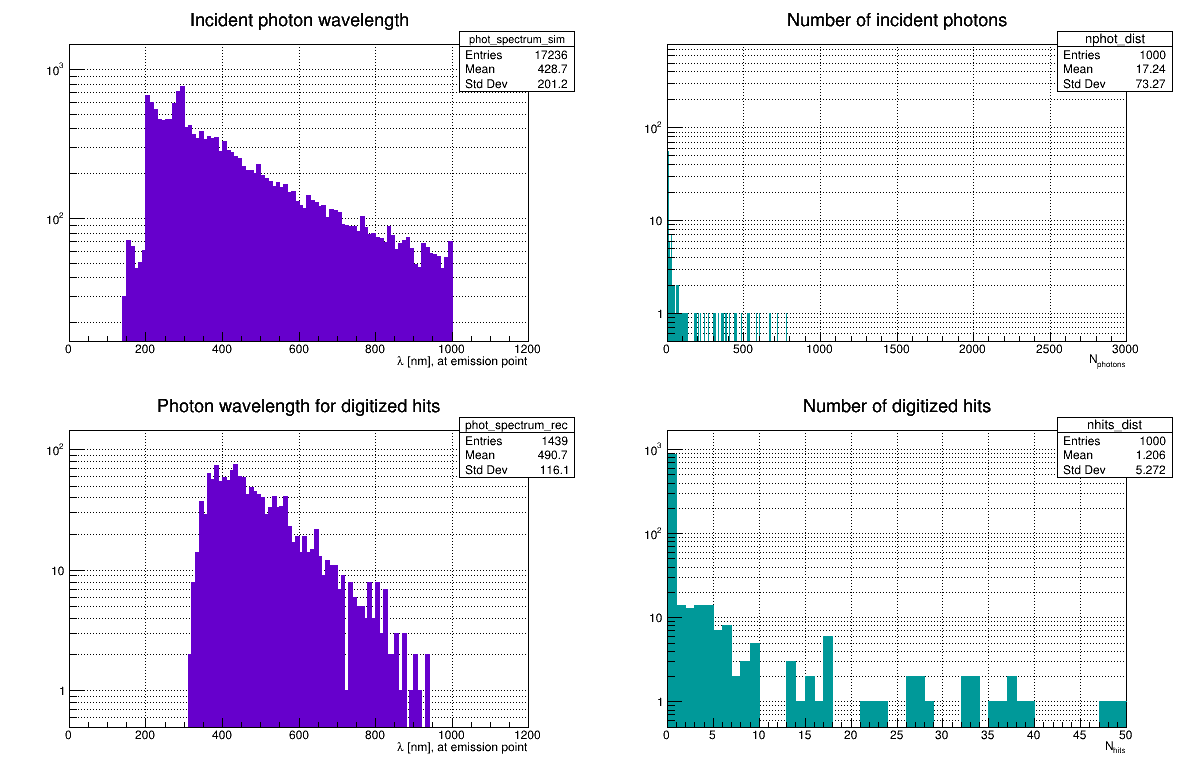 Incident photon wavelength
phot_spectrum_sim
Entries 17236
Mean 428.7
Std Dev 201.2
10³
10²
0 200 400 600 800 1000 1200
λ [nm], at emission point
Number of incident photons
nphot_dist
Entries 1000
Mean 17.24
Std Dev 73.27
10²
10
1
0 500 1000 1500 2000 2500 3000
Nphotons
Photon wavelength for digitized hits
phot_spectrum_rec
Entries 1439
Mean 490.7
Std Dev 116.1
10²
10
1
0 200 400 600 800 1000 1200
λ [nm], at emission point
Number of digitized hits
nhits_dist
Entries 1000
Mean 1.206
Std Dev 5.272
10³
10²
10
1
0 5 10 15 20 25 30 35 40 45 50
Nhits